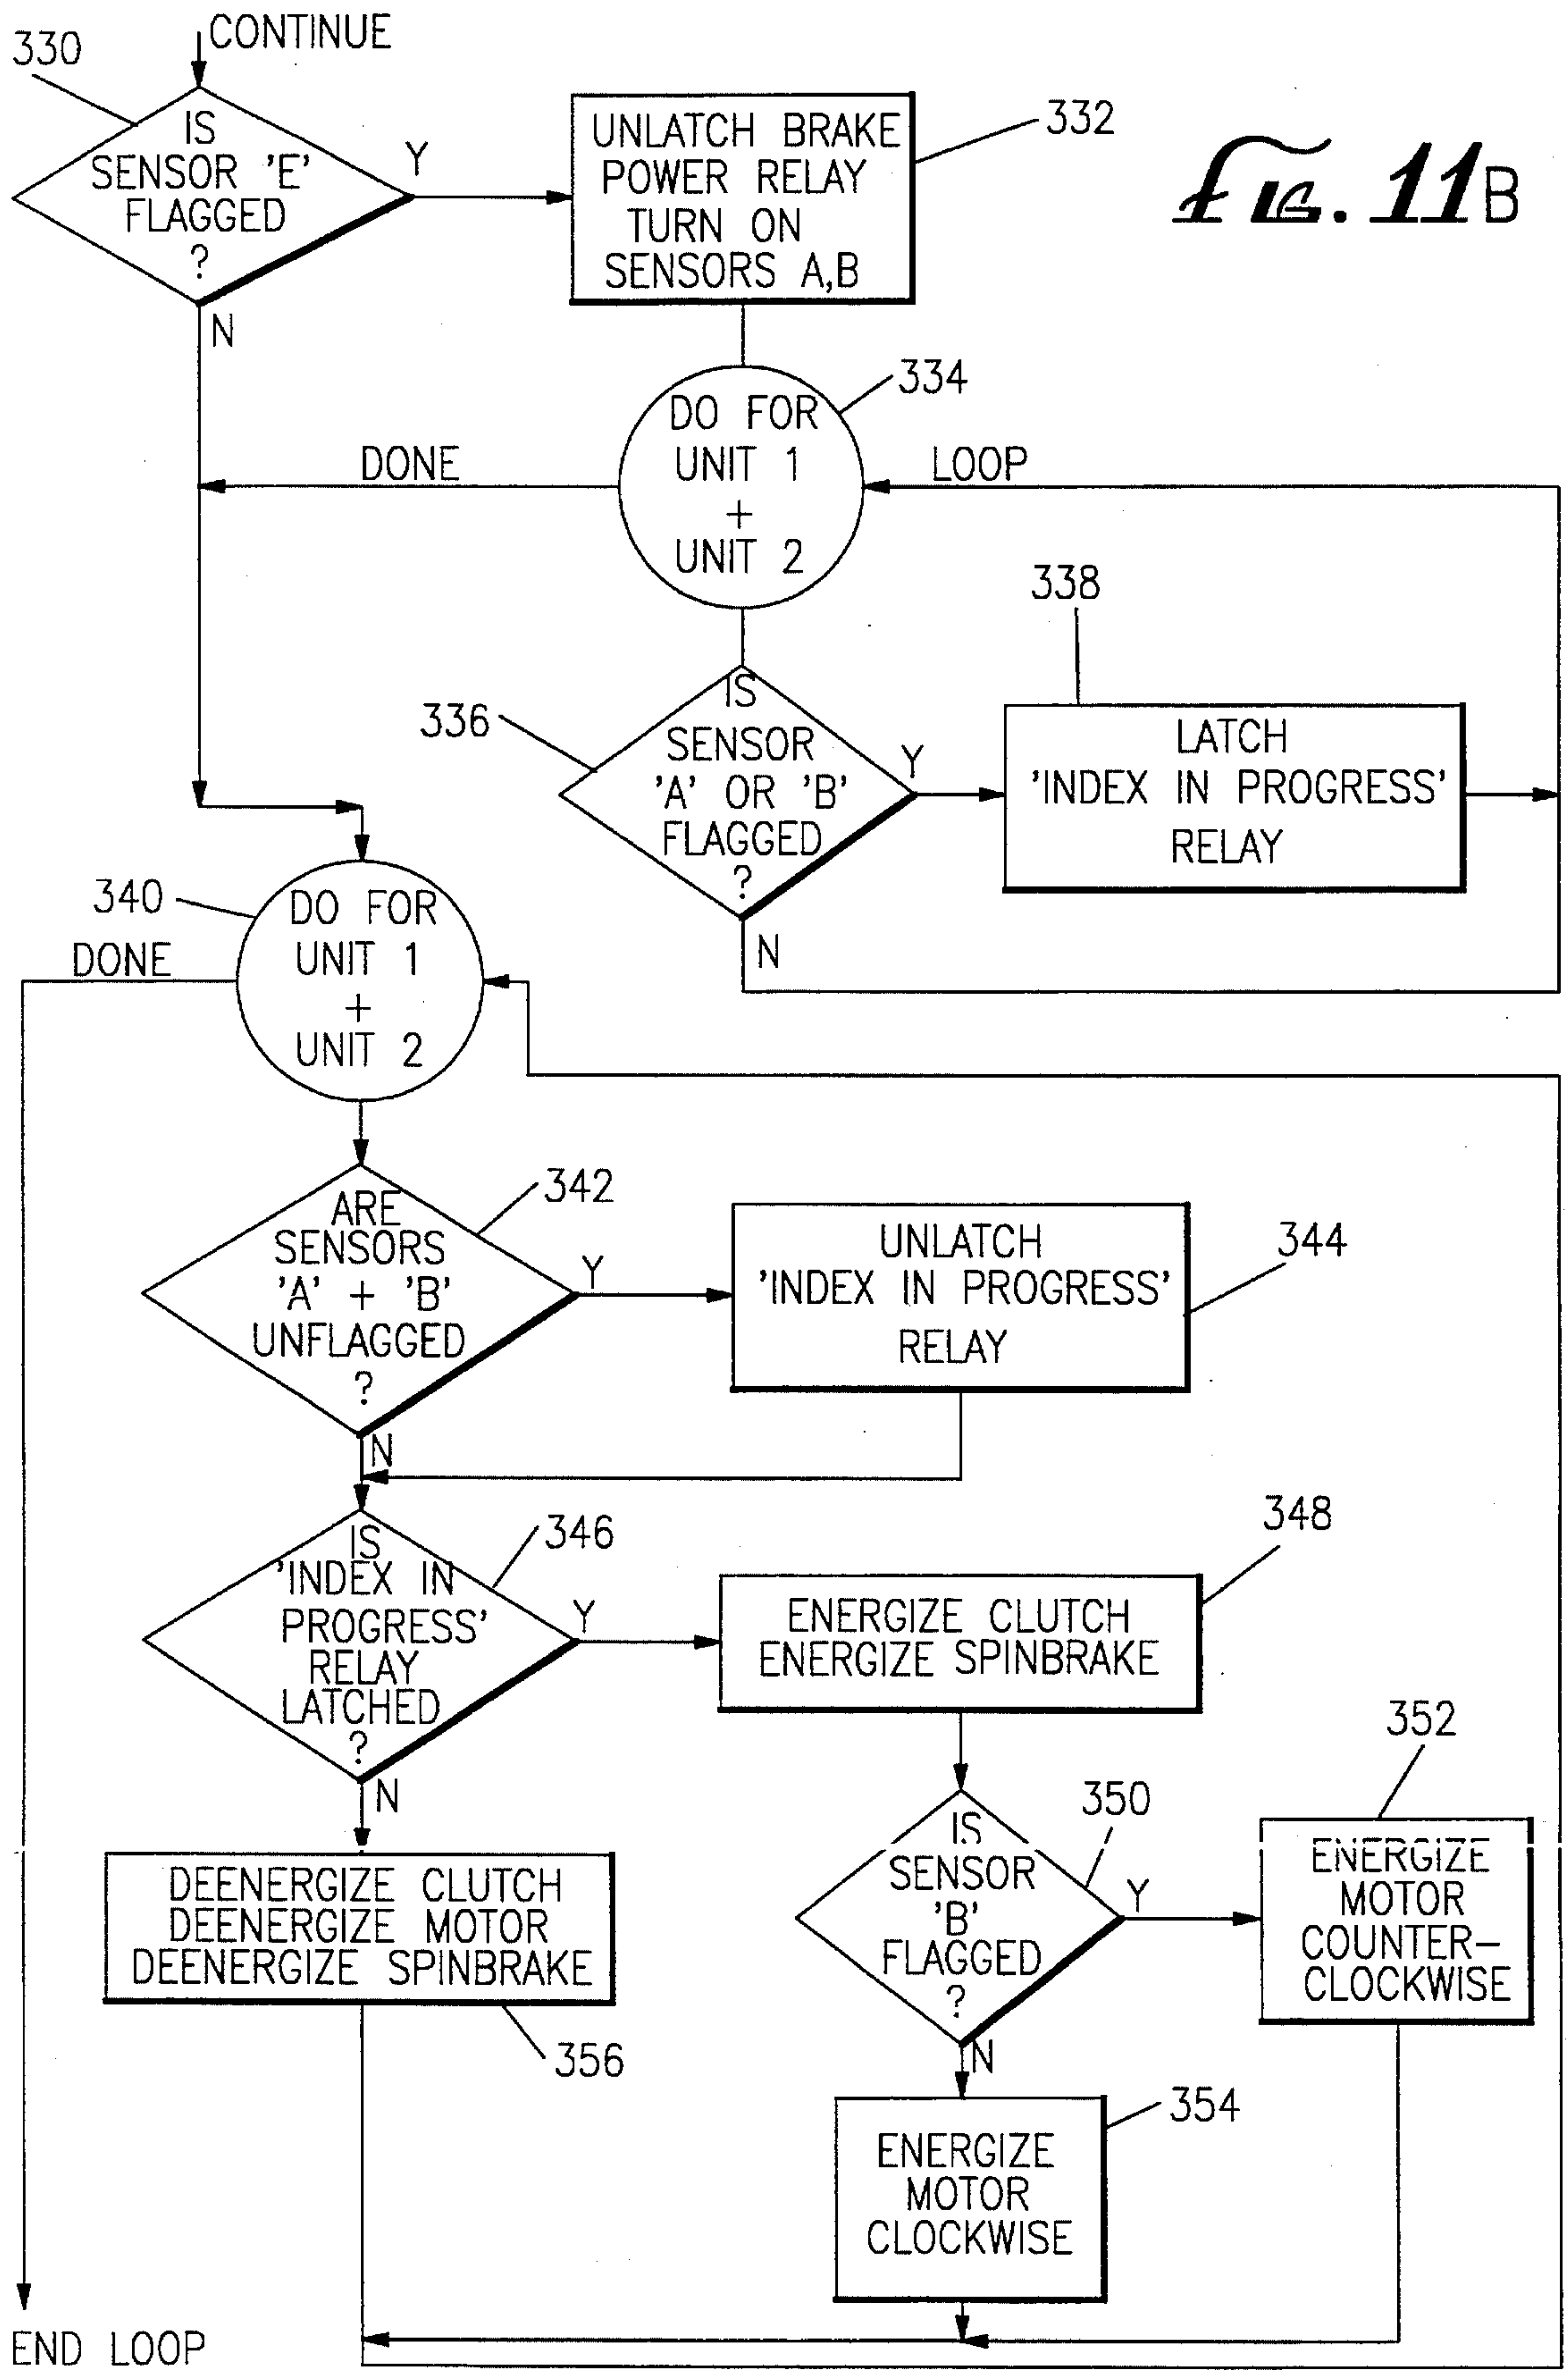 CONTINUE
330
IS
SENSOR 'E'
FLAGGED
?
Y
N
UNLATCH BRAKE
POWER RELAY
TURN ON
SENSORS A,B
332
FIG. 11B
334
DO FOR
UNIT 1
+
UNIT 2
DONE
LOOP
336
IS
SENSOR
'A' OR 'B'
FLAGGED
?
Y
N
338
LATCH
'INDEX IN PROGRESS'
RELAY
340
DO FOR
UNIT 1
+
UNIT 2
DONE
342
ARE
SENSORS
'A' + 'B'
UNFLAGGED
?
Y
N
UNLATCH
'INDEX IN PROGRESS'
RELAY
344
346
IS
'INDEX IN
PROGRESS'
RELAY
LATCHED
?
Y
N
348
ENERGIZE CLUTCH
ENERGIZE SPINBRAKE
350
IS
SENSOR
'B'
FLAGGED
?
Y
N
352
ENERGIZE
MOTOR
COUNTER-
CLOCKWISE
354
ENERGIZE
MOTOR
CLOCKWISE
DEENERGIZE CLUTCH
DEENERGIZE MOTOR
DEENERGIZE SPINBRAKE
356
END LOOP